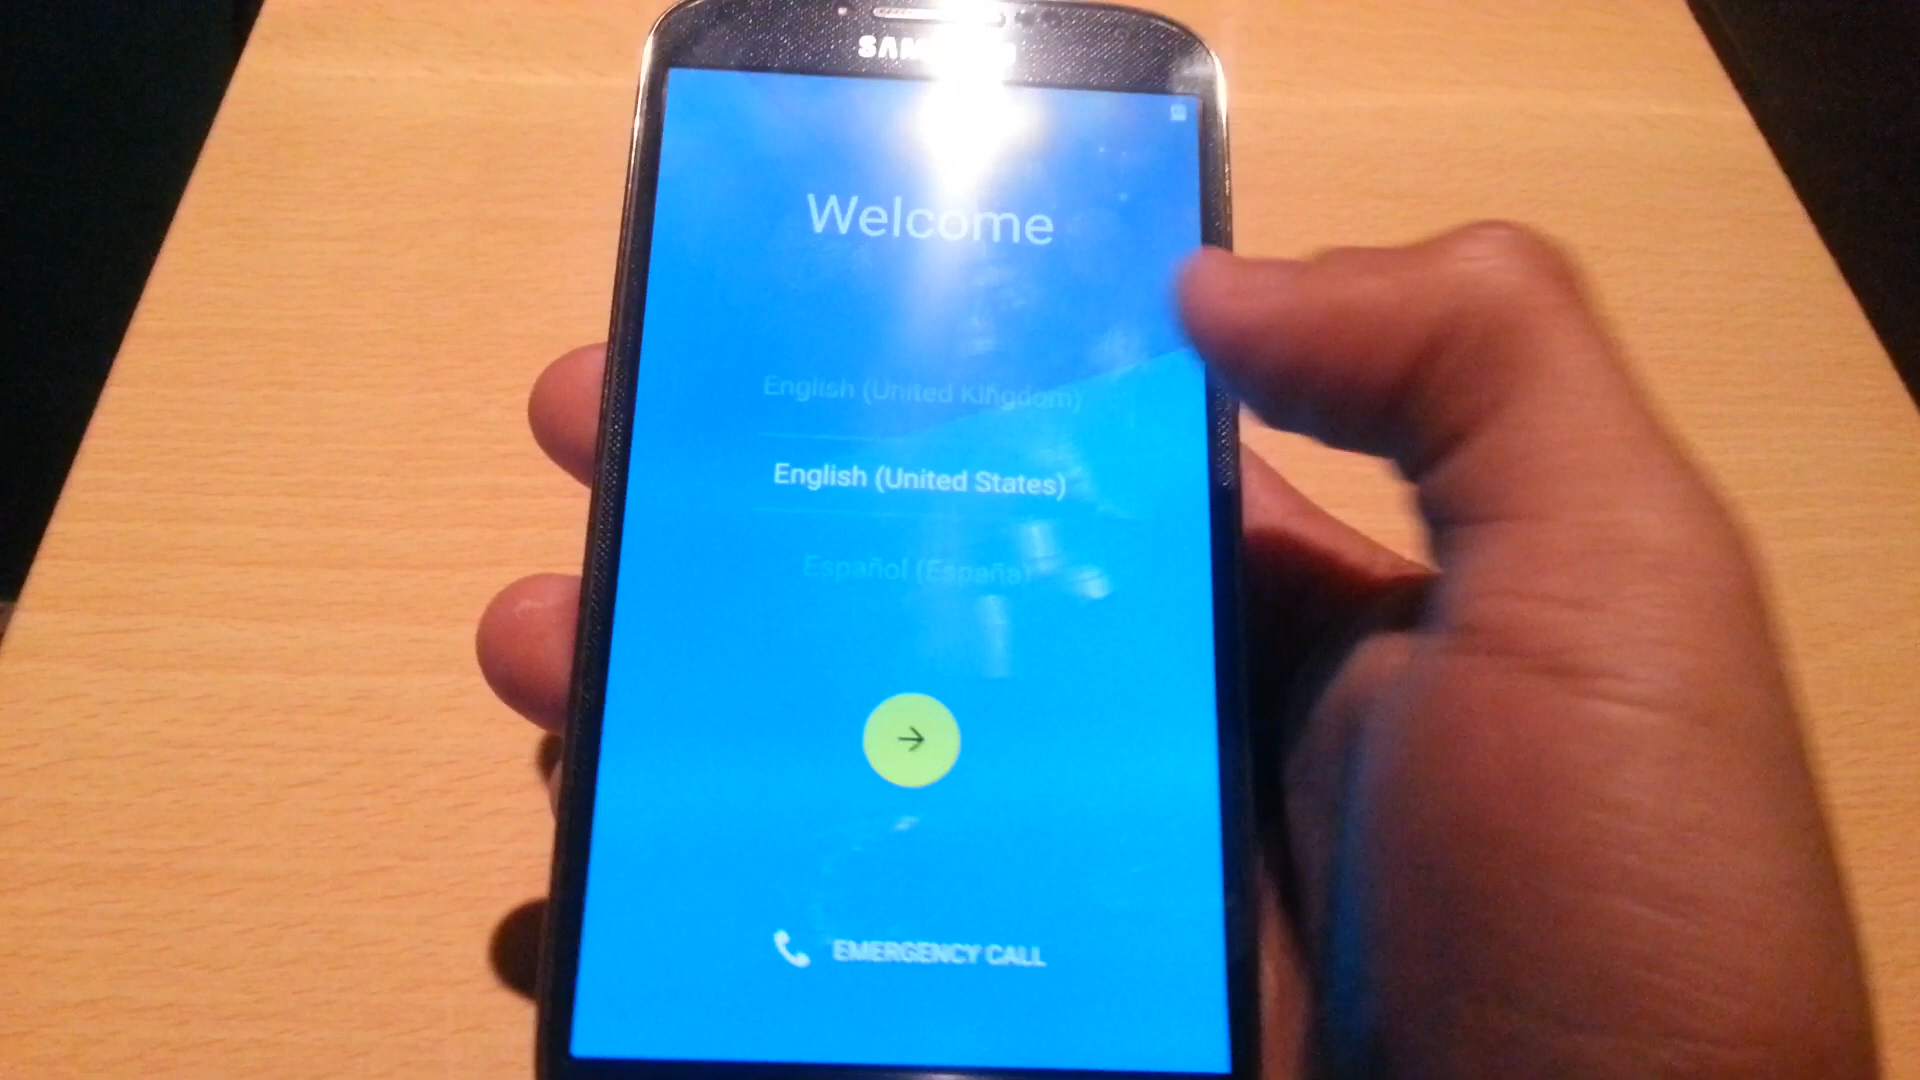 Welcome
English (United Kingdom)
English (United States)
Español (España)
EMERGENCY CALL